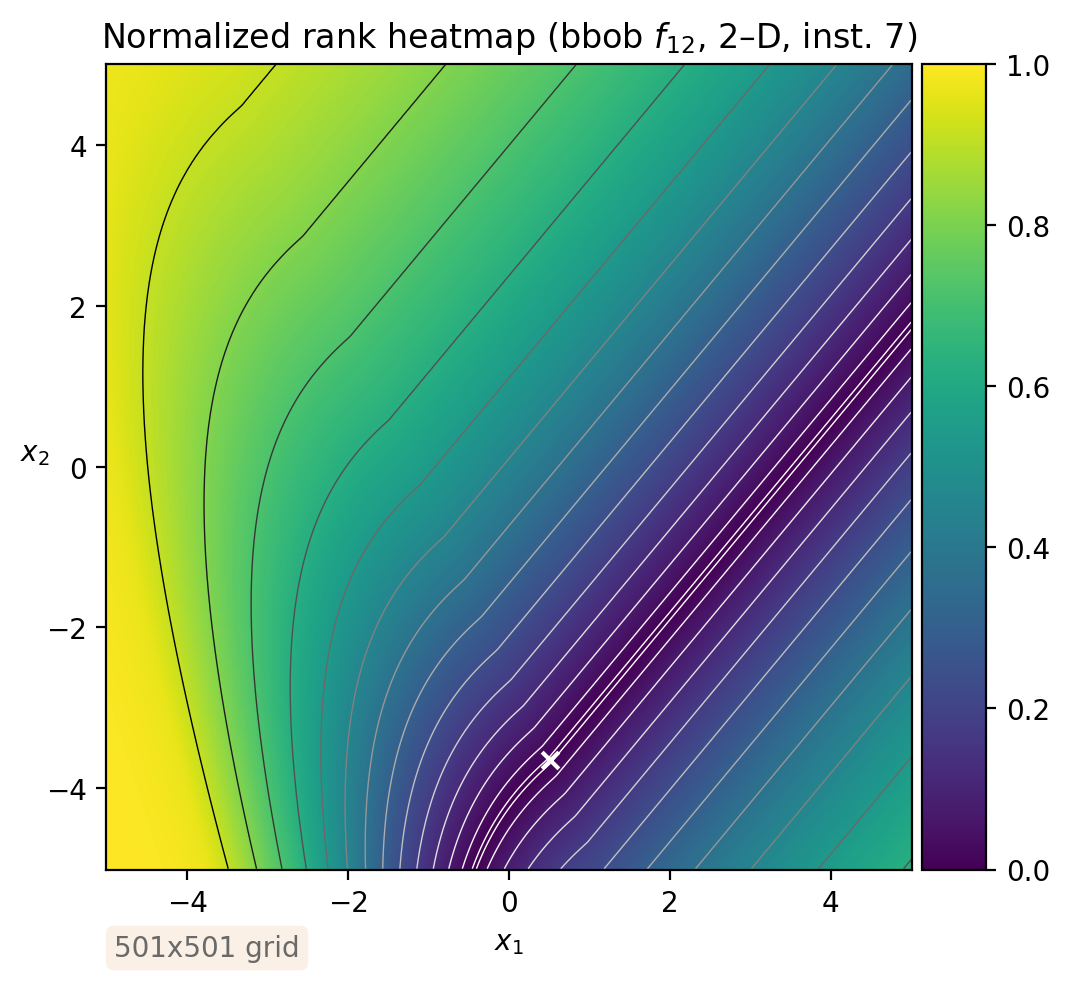 Normalized rank heatmap (bbob f₁₂, 2–D, inst. 7)
1.0
0.8
0.6
0.4
0.2
0.0
4
2
0
−2
−4
x₂
−4 −2 0 2 4
x₁
501x501 grid